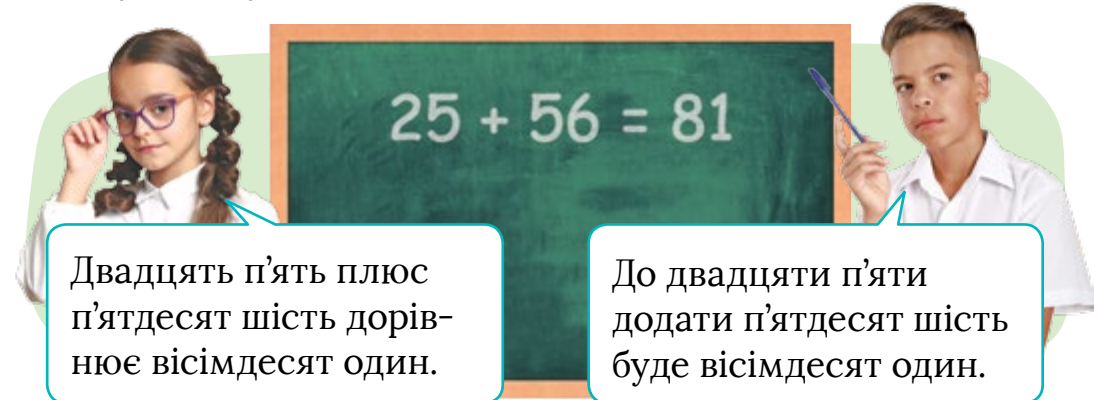 25 + 56 = 81
Двадцять п’ять плюс
п’ятдесят шість дорів-
нює вісімдесят один.
До двадцяти п’яти
додати п’ятдесят шість
буде вісімдесят один.